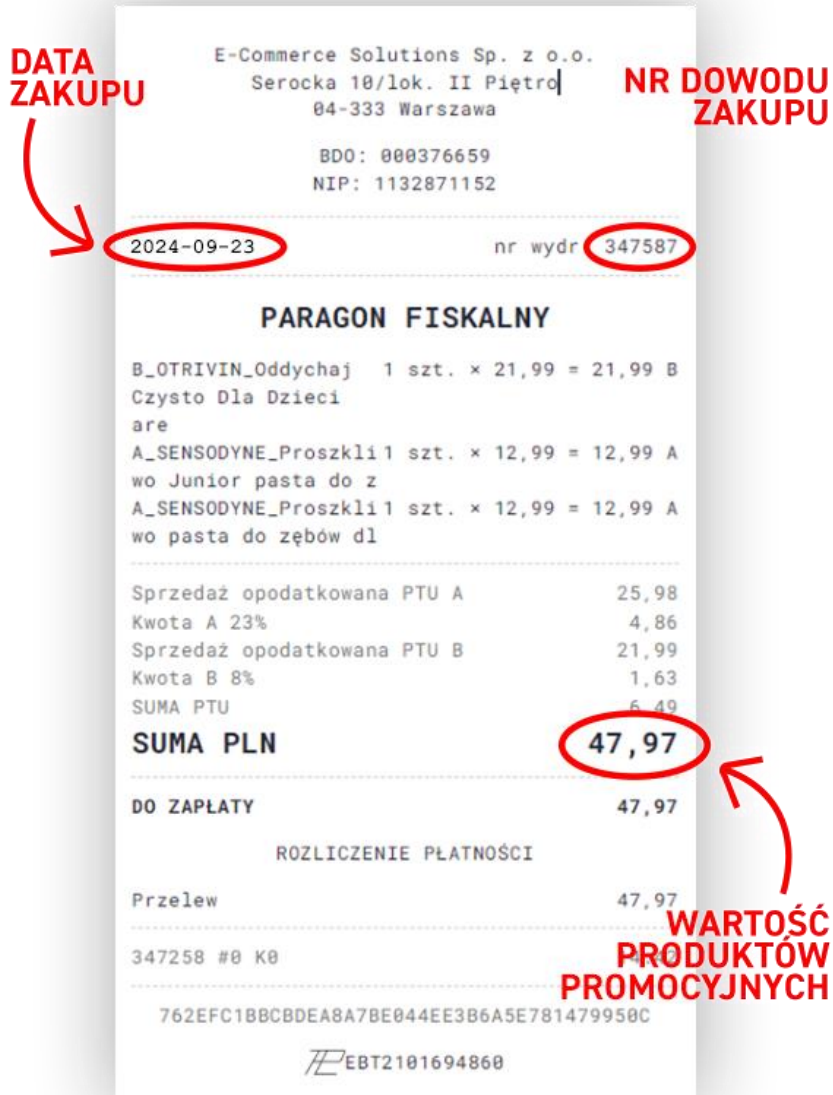 E-Commerce Solutions Sp. z o.o.
Serocka 10/lok. II Piętro
04-333 Warszawa
DATA
ZAKUPU
NR DOWODU
ZAKUPU
BDO: 000376659
NIP: 1132871152
2024-09-23 nr wydr 347587
PARAGON FISKALNY
B_OTRIVIN_Oddychaj 1 szt. × 21,99 = 21,99 B
Czysto Dla Dzieci
are
A_SENSODYNE_Proszkli 1 szt. × 12,99 = 12,99 A
wo Junior pasta do z
A_SENSODYNE_Proszkli 1 szt. × 12,99 = 12,99 A
wo pasta do zębów dl
Sprzedaż opodatkowana PTU A 25,98
Kwota A 23% 4,86
Sprzedaż opodatkowana PTU B 21,99
Kwota B 8% 1,63
SUMA PTU 6,49
SUMA PLN 47,97
DO ZAPŁATY 47,97
ROZLICZENIE PŁATNOŚCI
Przelew 47,97
WARTOŚĆ
PRODUKTÓW
PROMOCYJNYCH
347258 #0 K0
762EFC1BBCBDEA8A7BE044EE3B6A5E781479950C
EBT2101694860